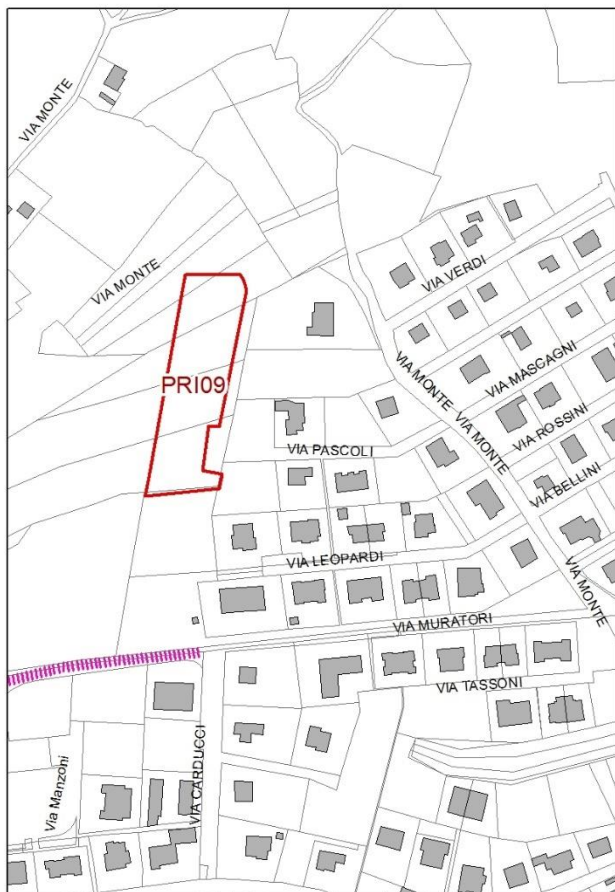 VIA MONTE
VIA MONTE
VIA VERDI
PRI09
VIA MONTE
VIA MASCAGNI
VIA MONTE
VIA ROSSINI
VIA PASCOLI
VIA BELLINI
VIA LEOPARDI
VIA MONTE
VIA MURATORI
VIA TASSONI
VIA CARDUCCI
Via Manzoni